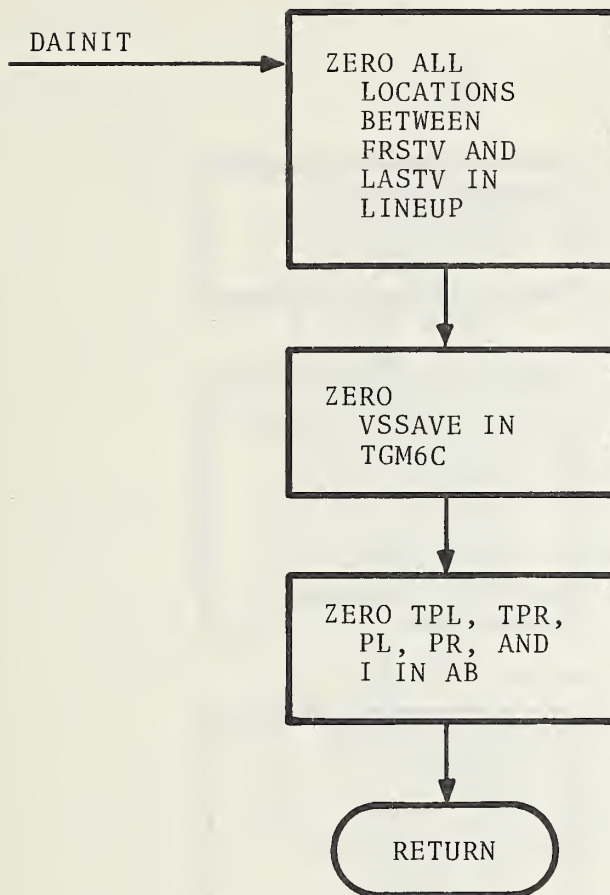 DAINIT
ZERO ALL
LOCATIONS
BETWEEN
FRSTV AND
LASTV IN
LINEUP
ZERO
VSSAVE IN
TGM6C
ZERO TPL, TPR,
PL, PR, AND
I IN AB
RETURN